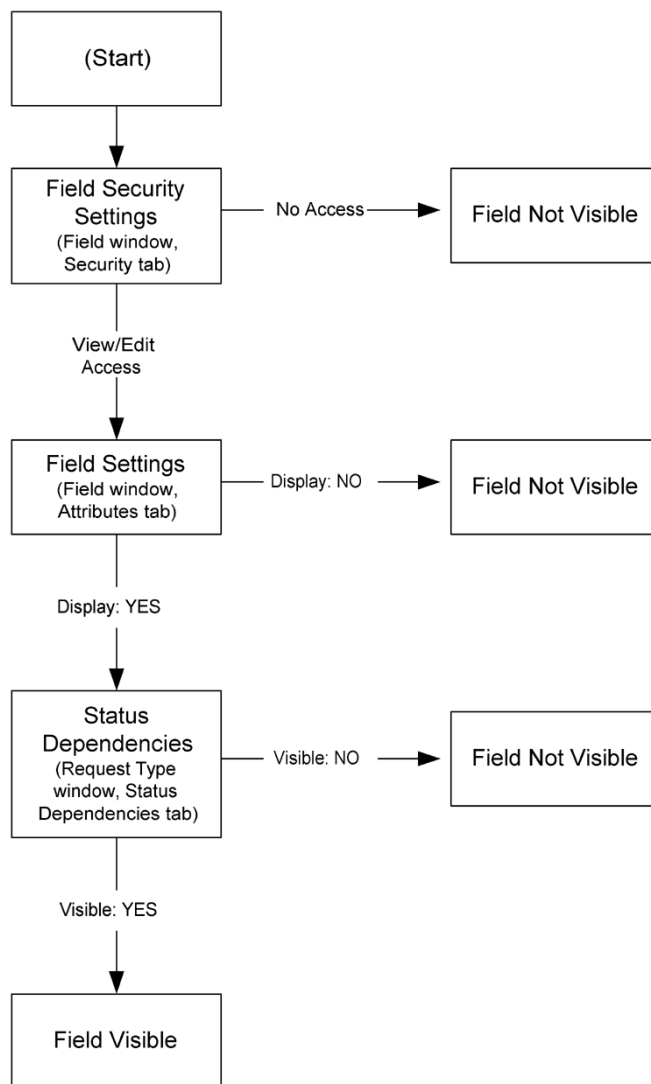 (Start)
Field Security
Settings
(Field window,
Security tab)
No Access
Field Not Visible
View/Edit
Access
Field Settings
(Field window,
Attributes tab)
Display: NO
Field Not Visible
Display: YES
Status
Dependencies
(Request Type
window, Status
Dependencies tab)
Visible: NO
Field Not Visible
Visible: YES
Field Visible